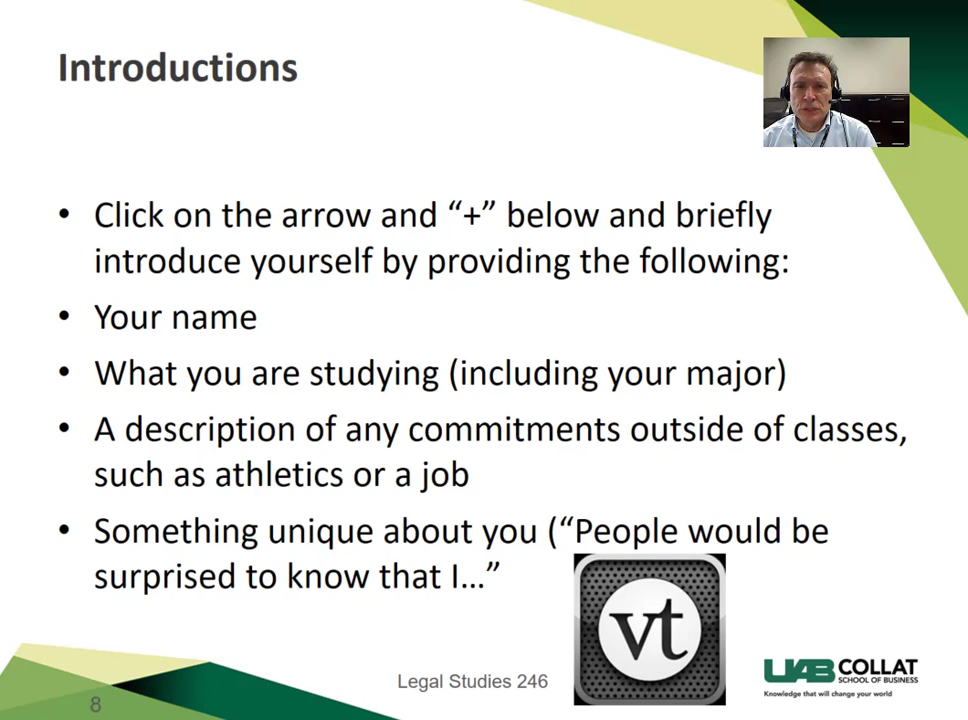 Introductions
• Click on the arrow and “+” below and briefly
introduce yourself by providing the following:
• Your name
• What you are studying (including your major)
• A description of any commitments outside of classes,
such as athletics or a job
• Something unique about you (“People would be
surprised to know that I…”
vt
Legal Studies 246
UAB COLLAT
SCHOOL OF BUSINESS
Knowledge that will change your world
8